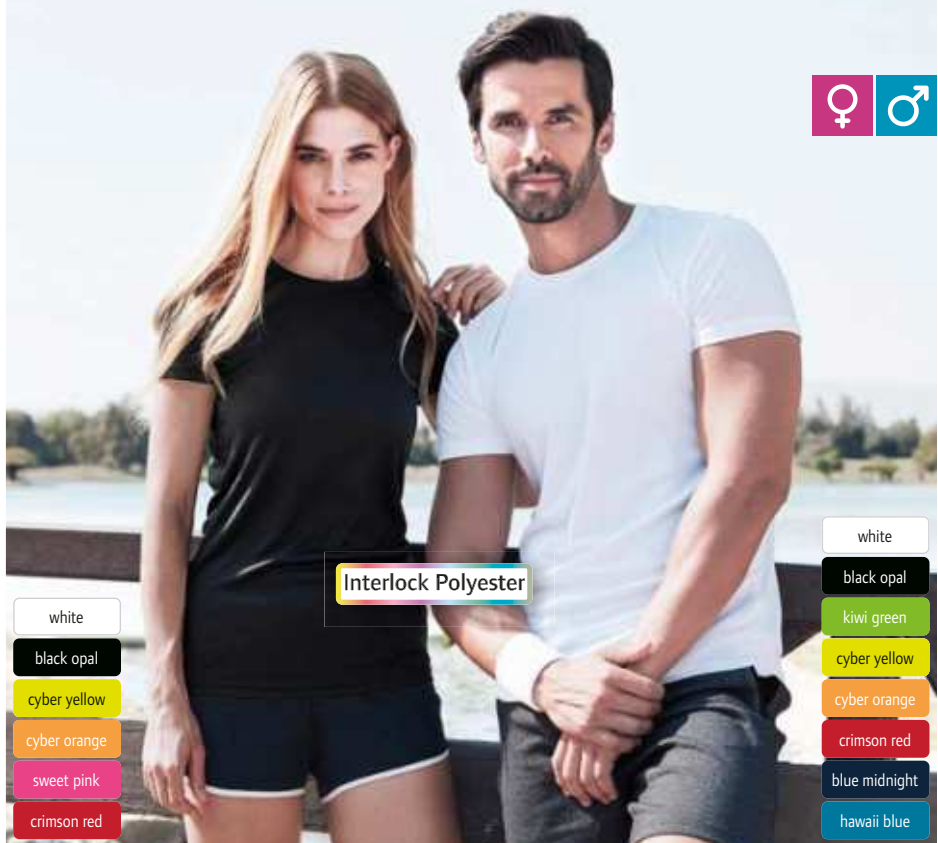 Interlock Polyester
white
black opal
cyber yellow
cyber orange
sweet pink
crimson red
white
black opal
kiwi green
cyber yellow
cyber orange
crimson red
blue midnight
hawaii blue